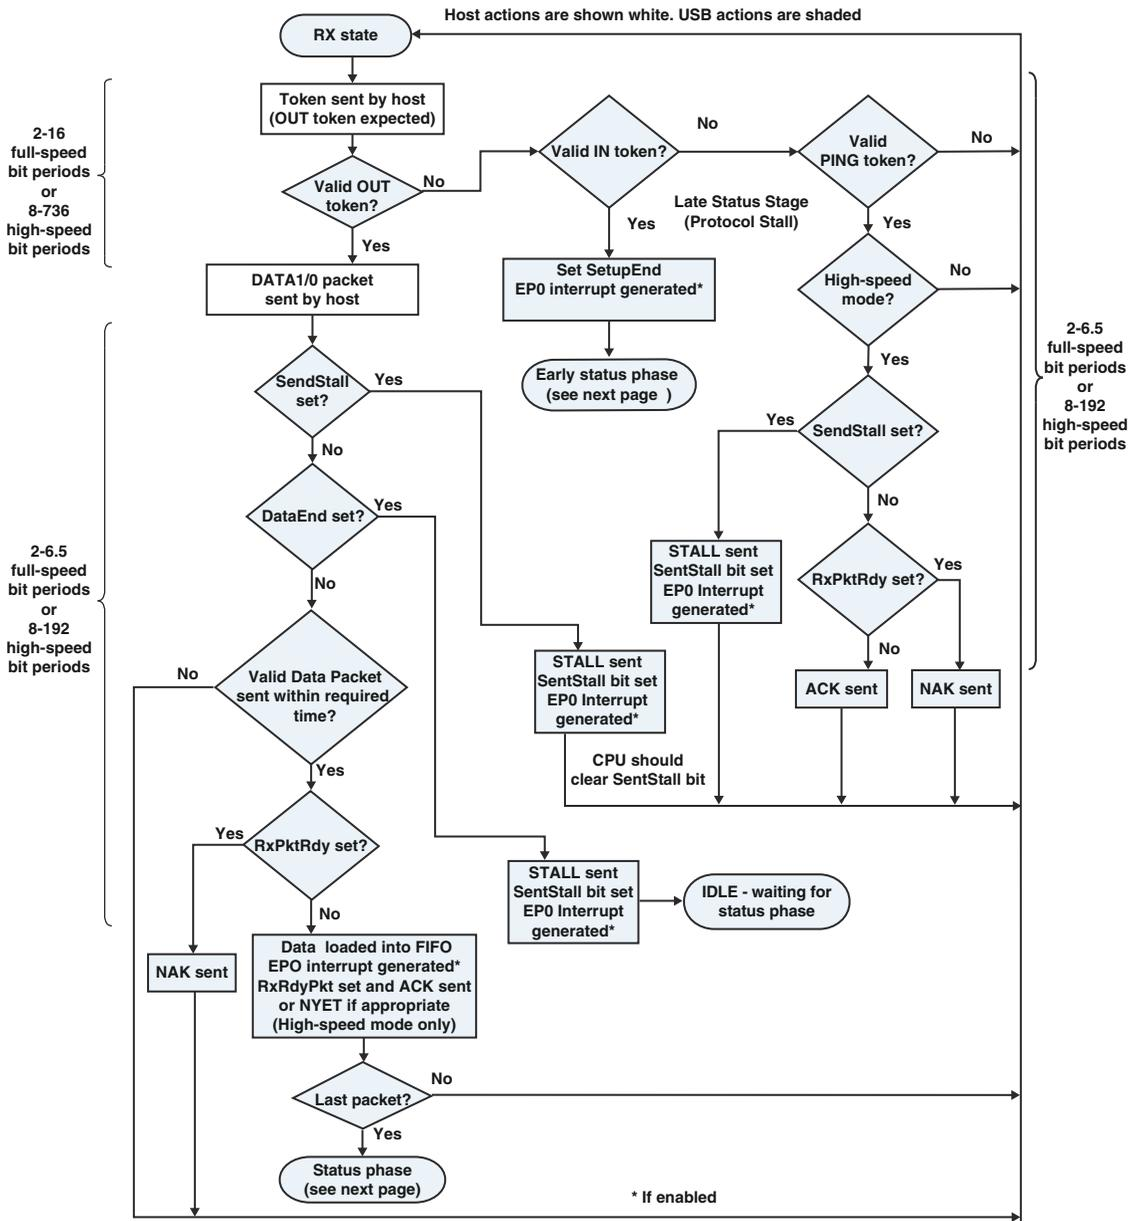 Host actions are shown white. USB actions are shaded
RX state
Token sent by host
(OUT token expected)
2-16
full-speed
bit periods
or
8-736
high-speed
bit periods
Valid OUT
token?
No
Yes
Valid IN token?
No
Yes
Valid
PING token?
No
Yes
Late Status Stage
(Protocol Stall)
DATA1/0 packet
sent by host
Set SetupEnd
EP0 interrupt generated*
Early status phase
(see next page )
High-speed
mode?
No
Yes
2-6.5
full-speed
bit periods
or
8-192
high-speed
bit periods
SendStall
set?
Yes
No
SendStall set?
Yes
No
DataEnd set?
Yes
No
STALL sent
SentStall bit set
EP0 Interrupt
generated*
RxPktRdy set?
Yes
No
ACK sent
NAK sent
2-6.5
full-speed
bit periods
or
8-192
high-speed
bit periods
Valid Data Packet
sent within required
time?
No
Yes
STALL sent
SentStall bit set
EP0 Interrupt
generated*
CPU should
clear SentStall bit
RxPktRdy set?
Yes
No
STALL sent
SentStall bit set
EP0 Interrupt
generated*
IDLE - waiting for
status phase
NAK sent
Data loaded into FIFO
EPO interrupt generated*
RxRdyPkt set and ACK sent
or NYET if appropriate
(High-speed mode only)
Last packet?
No
Yes
Status phase
(see next page)
* If enabled